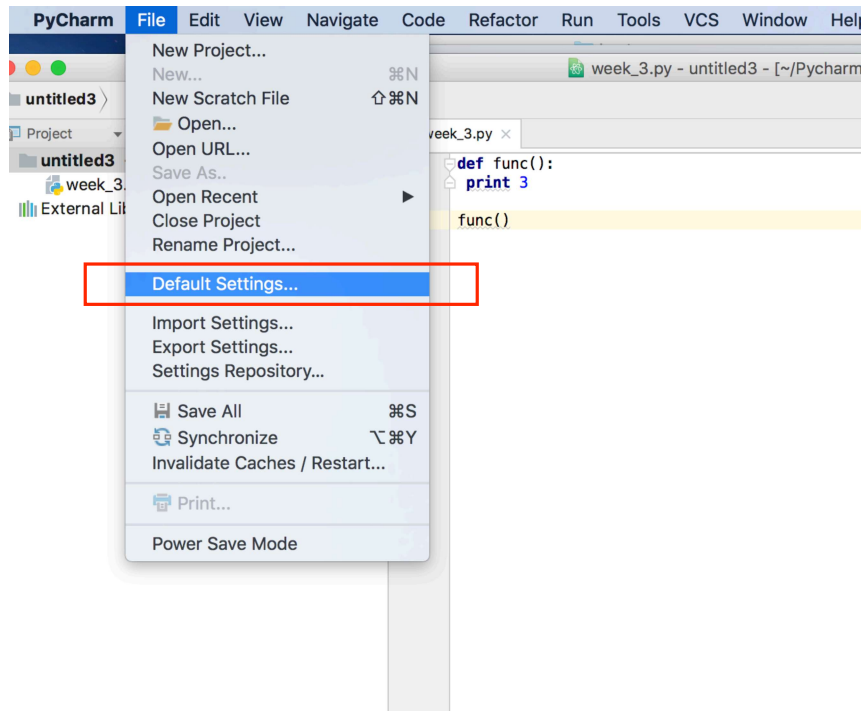 PyCharm File Edit View Navigate Code Refactor Run Tools VCS Window Help
week_3.py - untitled3 - [~/Pycharm
untitled3
Project
untitled3
week_3.
External Lib
New Project...
New... ⌘N
New Scratch File ⇧⌘N
Open...
Open URL...
Save As..
Open Recent ▶
Close Project
Rename Project...
Default Settings...
Import Settings...
Export Settings...
Settings Repository...
Save All ⌘S
Synchronize ⌥⌘Y
Invalidate Caches / Restart...
Print...
Power Save Mode
week_3.py ×
def func():
print 3
func()